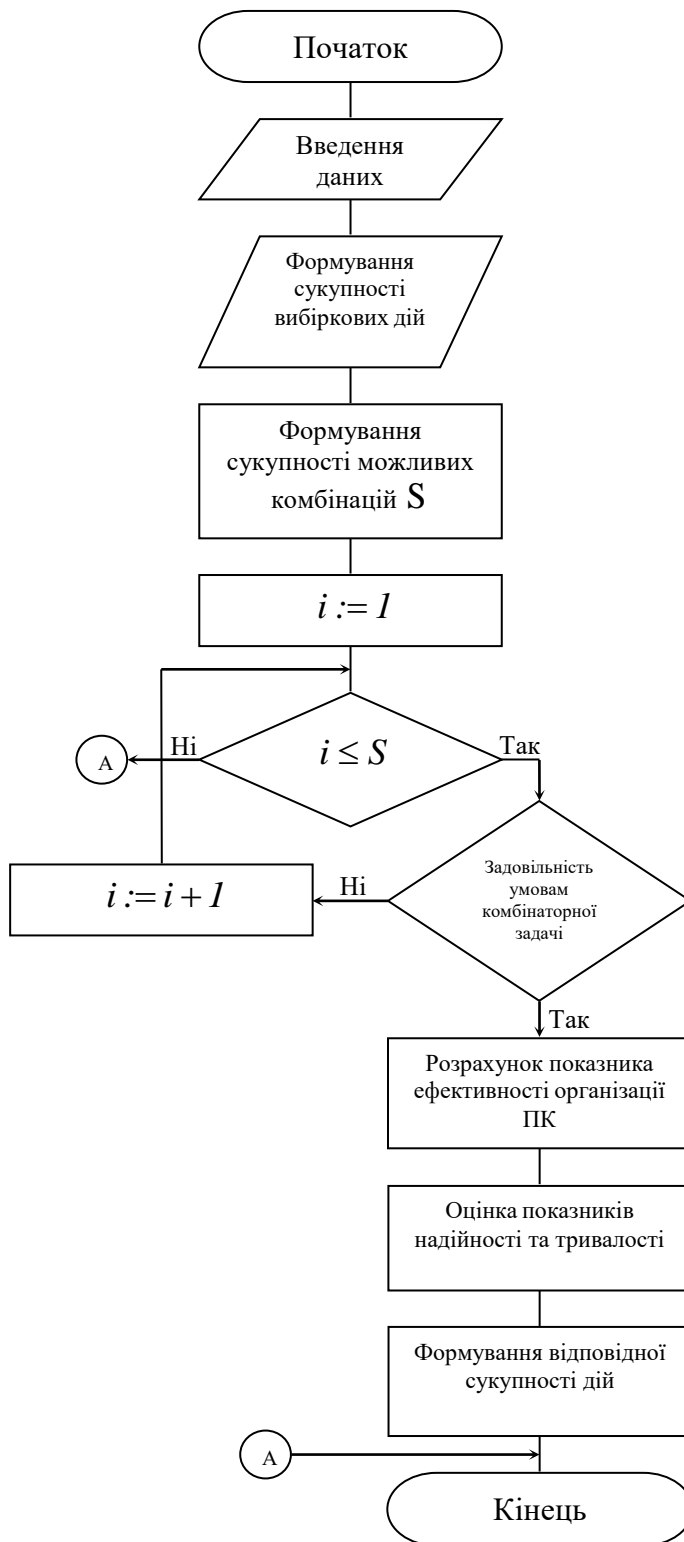 Початок
Введення
даних
Формування
сукупності
вибіркових дій
Формування
сукупності можливих
комбінацій S
i := 1
A
Ні
i ≤ S
Так
i := i + 1
Ні
Задовільність
умовам
комбінаторної
задачі
Так
Розрахунок показника
ефективності організації
ПК
Оцінка показників
надійності та тривалості
Формування відповідної
сукупності дій
A
Кінець